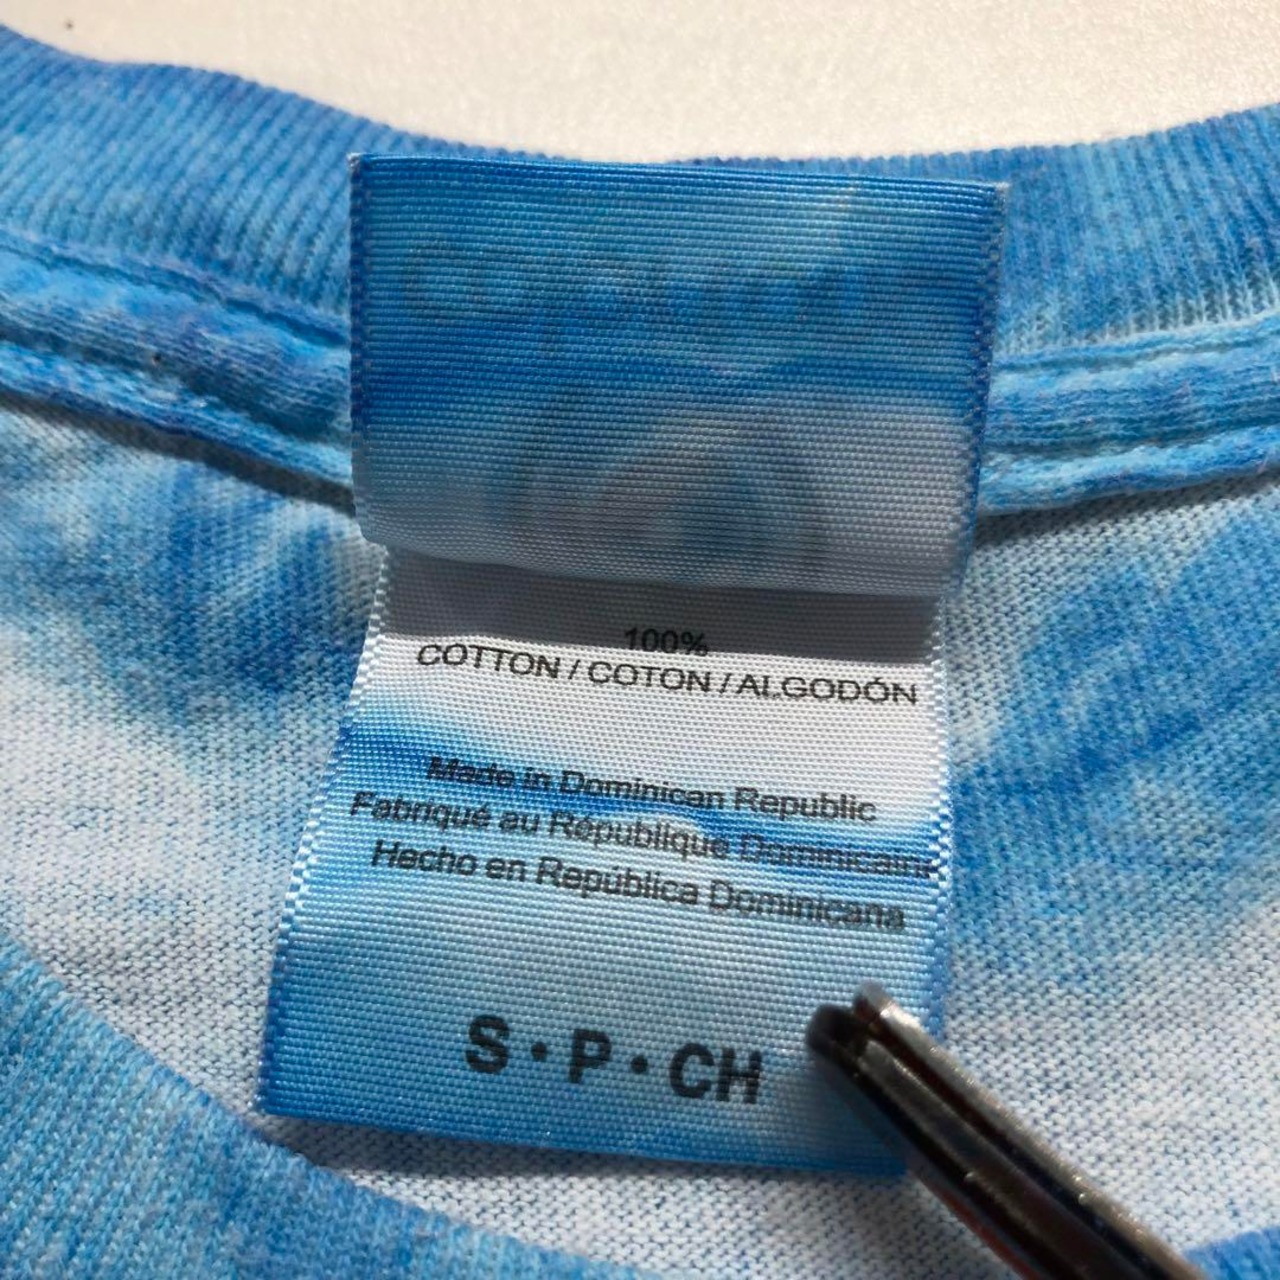 100%
COTTON / COTON / ALGODÓN
Made in Dominican Republic
Fabriqué au République Dominicaine
Hecho en República Dominicana
S · P · CH